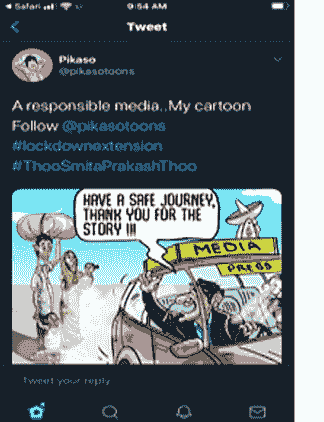 Safari
9:54 AM
Tweet
Pikaso
@pikasotoons
A responsible media..My cartoon
Follow @pikasotoons
#lockdownextension
#ThooSmitaPrakashThoo
HAVE A SAFE JOURNEY,
THANK YOU FOR THE
STORY !!!
MEDIA
PRESS
Tweet your reply